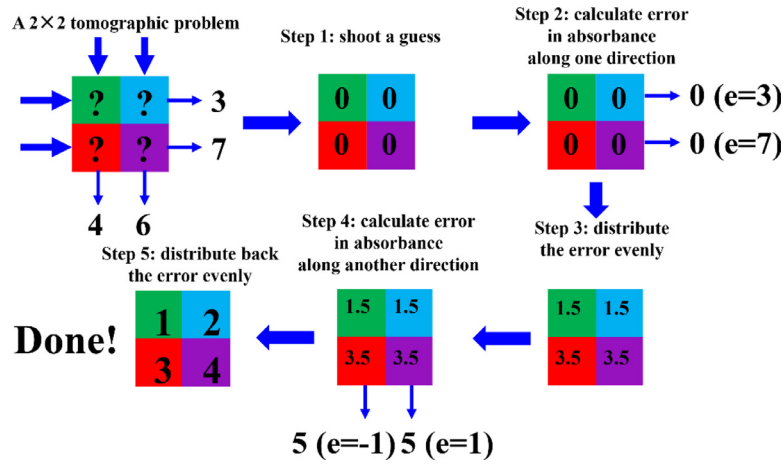 A 2×2 tomographic problem
? ? 3
? ? 7
4 6
Step 1: shoot a guess
0 0
0 0
Step 2: calculate error
in absorbance
along one direction
0 0 0 (e=3)
0 0 0 (e=7)
Step 3: distribute
the error evenly
1.5 1.5
3.5 3.5
Step 4: calculate error
in absorbance
along another direction
1.5 1.5
3.5 3.5
5 (e=-1) 5 (e=1)
Step 5: distribute back
the error evenly
1 2
3 4
Done!